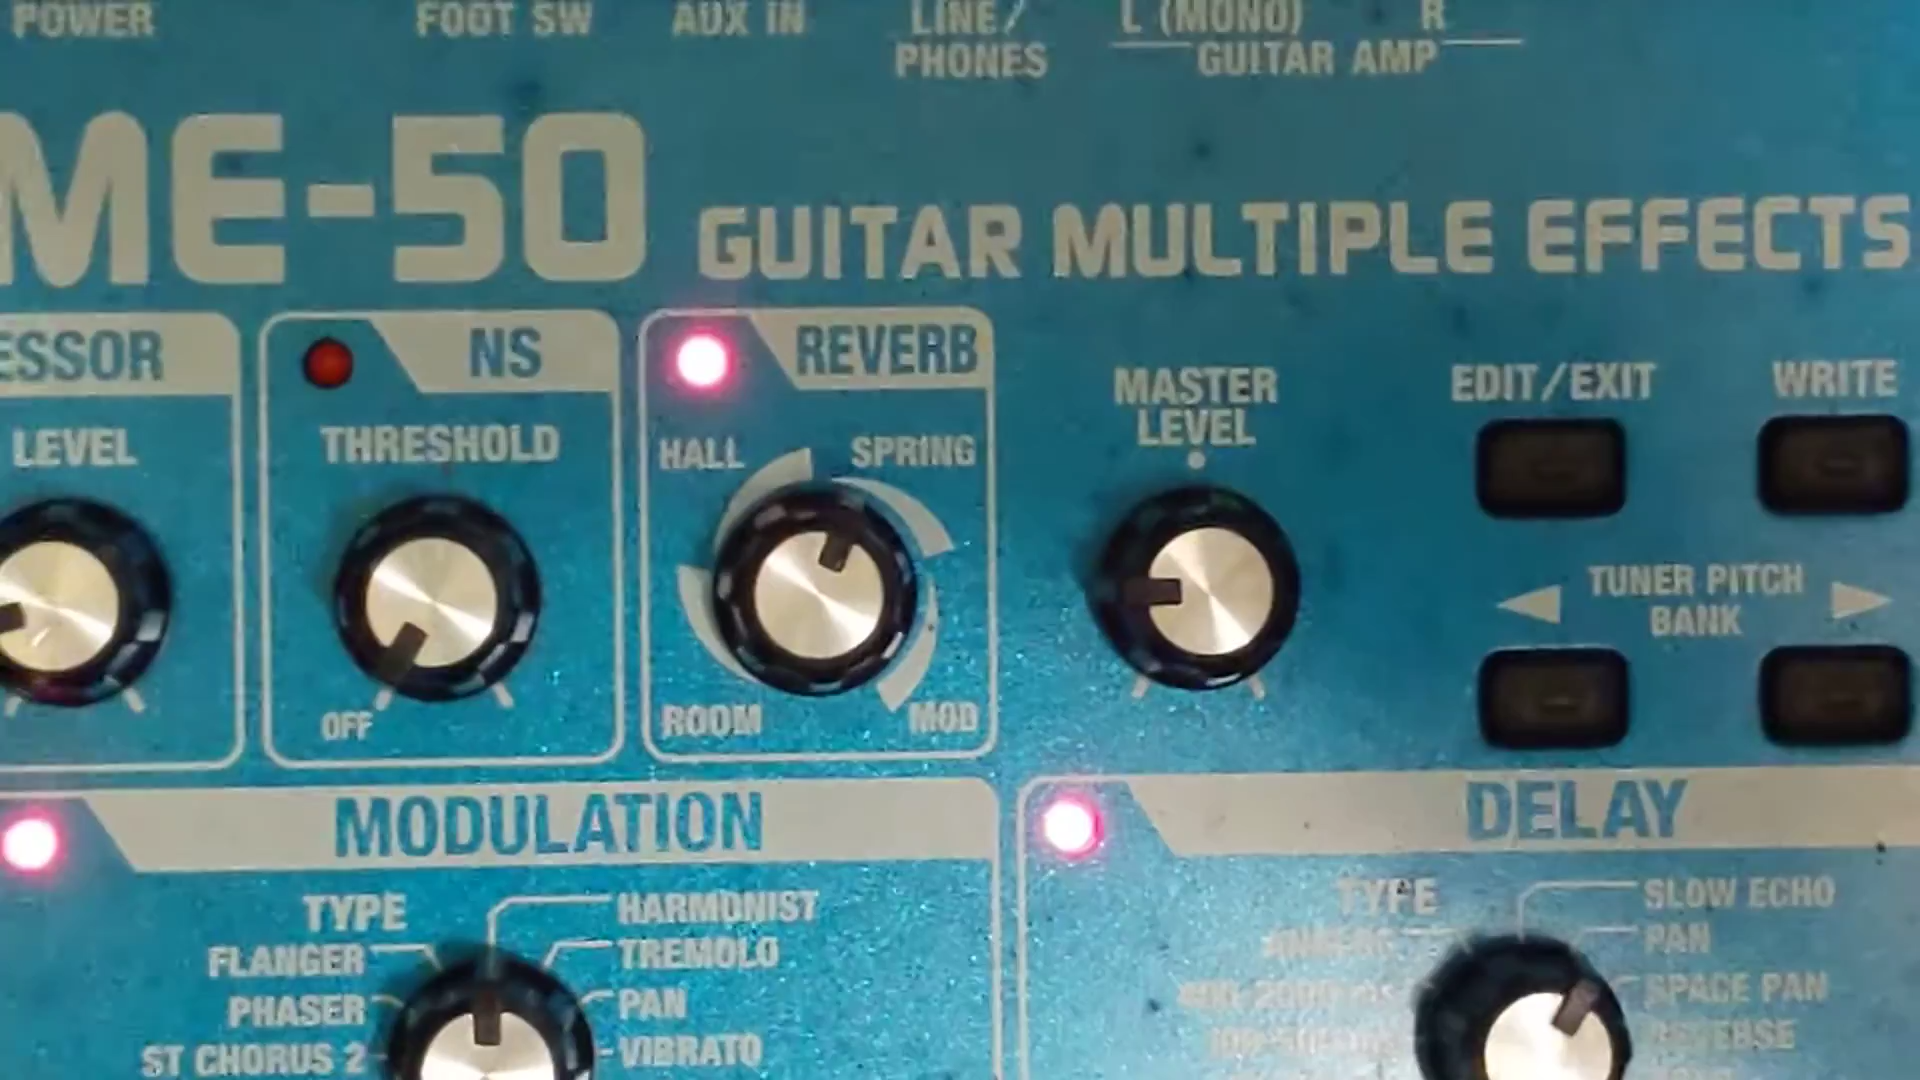 POWER
FOOT SW
AUX IN
LINE/
PHONES
L (MONO)
R
GUITAR AMP
ME-50
GUITAR MULTIPLE EFFECTS
ESSOR
NS
REVERB
LEVEL
THRESHOLD
HALL
SPRING
MASTER
LEVEL
EDIT/EXIT
WRITE
TUNER PITCH
BANK
OFF
ROOM
MOD
MODULATION
DELAY
TYPE
HARMONIST
FLANGER
TREMOLO
PHASER
PAN
ST CHORUS 2
VIBRATO
TYPE
SLOW ECHO
ANALOG
PAN
SPACE PAN
REVERSE